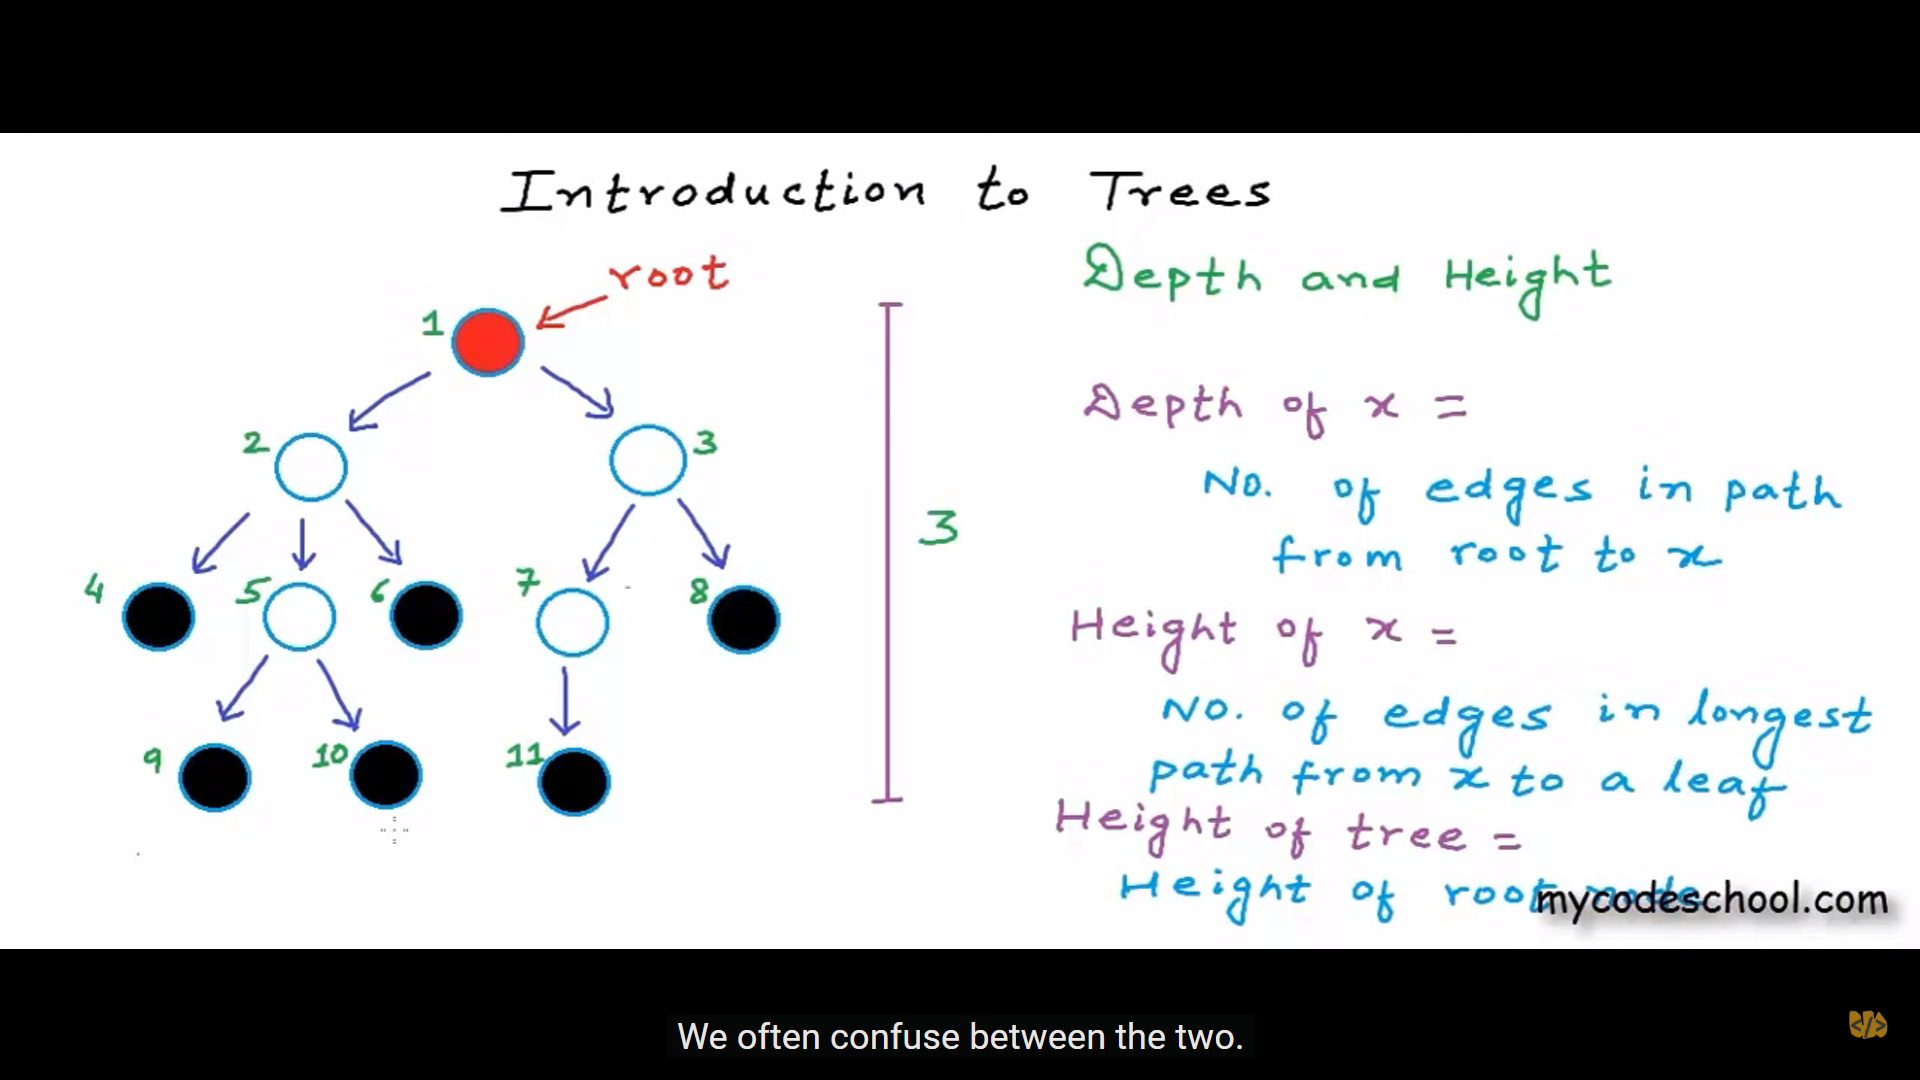 Introduction to Trees
root
Depth and Height
1
Depth of x =
2
3
No. of edges in path
3
from root to x
4
5
6
7
8
Height of x =
No. of edges in longest
9
10
11
path from x to a leaf
Height of tree =
Height of root
mycodeschool.com
We often confuse between the two.